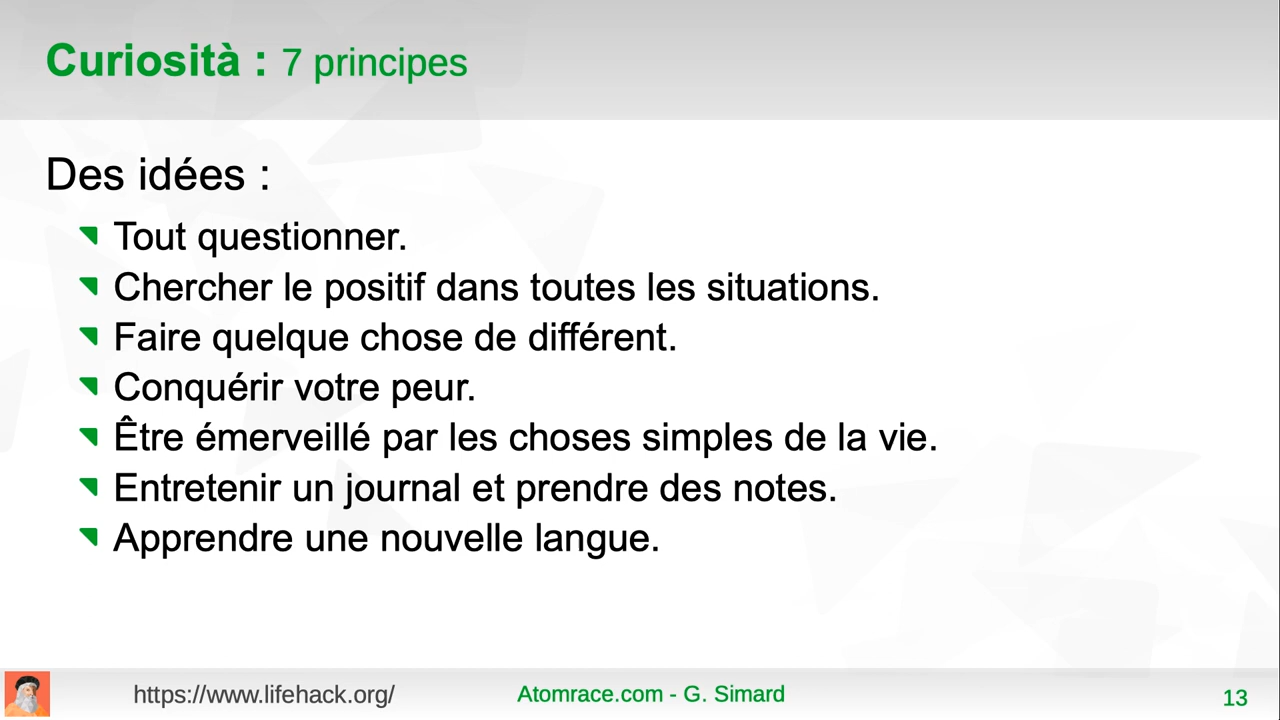 Curiosità : 7 principes
Des idées :
Tout questionner.
Chercher le positif dans toutes les situations.
Faire quelque chose de différent.
Conquérir votre peur.
Être émerveillé par les choses simples de la vie.
Entretenir un journal et prendre des notes.
Apprendre une nouvelle langue.
https://www.lifehack.org/
Atomrace.com - G. Simard
13